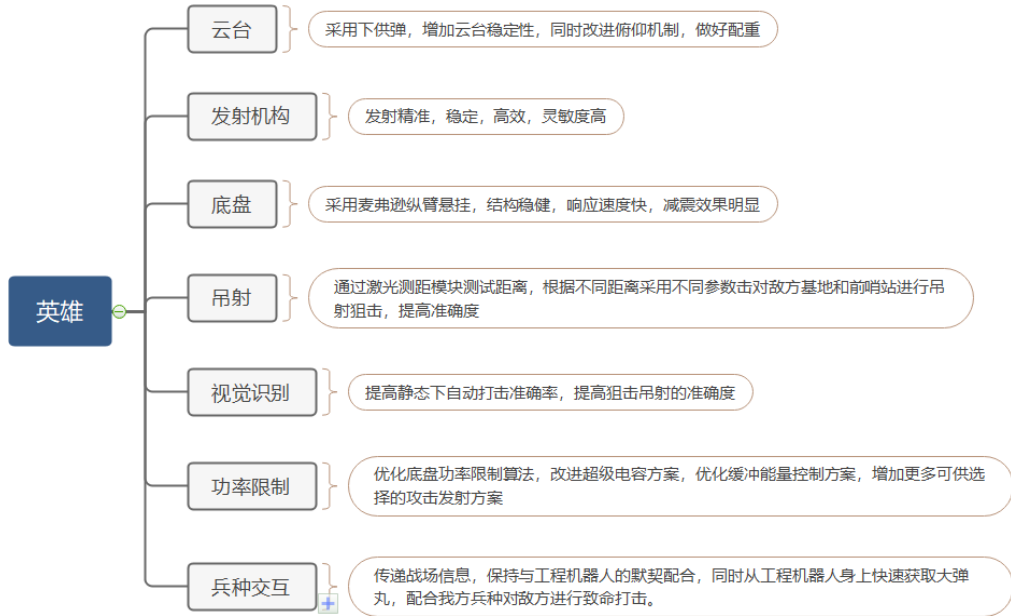 云台
采用下供弹，增加云台稳定性，同时改进俯仰机制，做好配重
发射机构
发射精准，稳定，高效，灵敏度高
底盘
采用麦弗逊纵臂悬挂，结构稳健，响应速度快，减震效果明显
英雄
吊射
通过激光测距模块测试距离，根据不同距离采用不同参数击对敌方基地和前哨站进行吊
射狙击，提高准确度
视觉识别
提高静态下自动打击准确率，提高狙击吊射的准确度
功率限制
优化底盘功率限制算法，改进超级电容方案，优化缓冲能量控制方案，增加更多可供选
择的攻击发射方案
兵种交互
传递战场信息，保持与工程机器人的默契配合，同时从工程机器人身上快速获取大弹
丸，配合我方兵种对敌方进行致命打击。